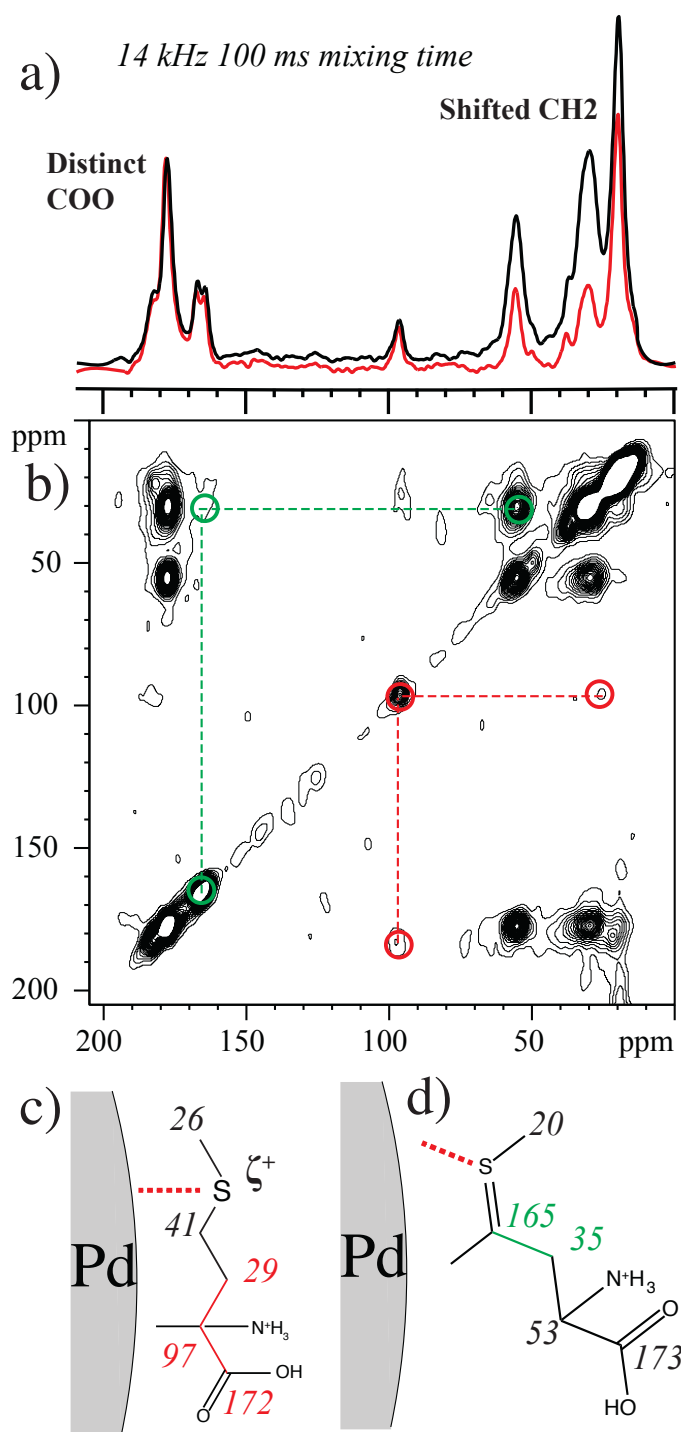 a)
14 kHz 100 ms mixing time
Shifted CH2
Distinct
COO
ppm
b)
50
100
150
200
200
150
100
50
ppm
c)
26
S
ζ+
41
Pd
29
N+H3
97
OH
O
172
d)
20
S
165
35
Pd
N+H3
O
53
173
HO